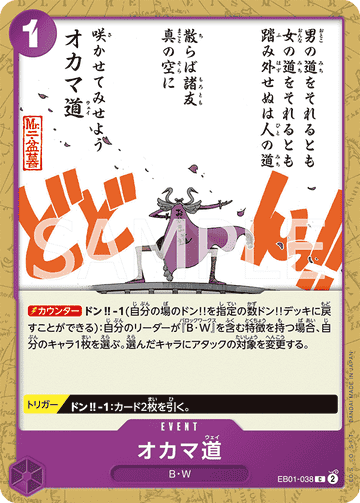 1
男の道をそれるとも
女の道をそれるとも
踏み外せぬは人の道
散らば諸友
真の空に
咲かせてみせよう
オカマ道
ウェイ
Mr.二・盆暮
どどん!!
SAMPLE
カウンター ドン!!-1(自分の場のドン!!を指定の数ドン!!デッキに戻
すことができる):自分のリーダーが『B・W』を含む特徴を持つ場合、自
分のキャラ1枚を選ぶ。選んだキャラにアタックの対象を変更する。
トリガー ドン!!-1:カード2枚を引く。
EVENT
オカマ道
ウェイ
B・W
EB01-038 C 2